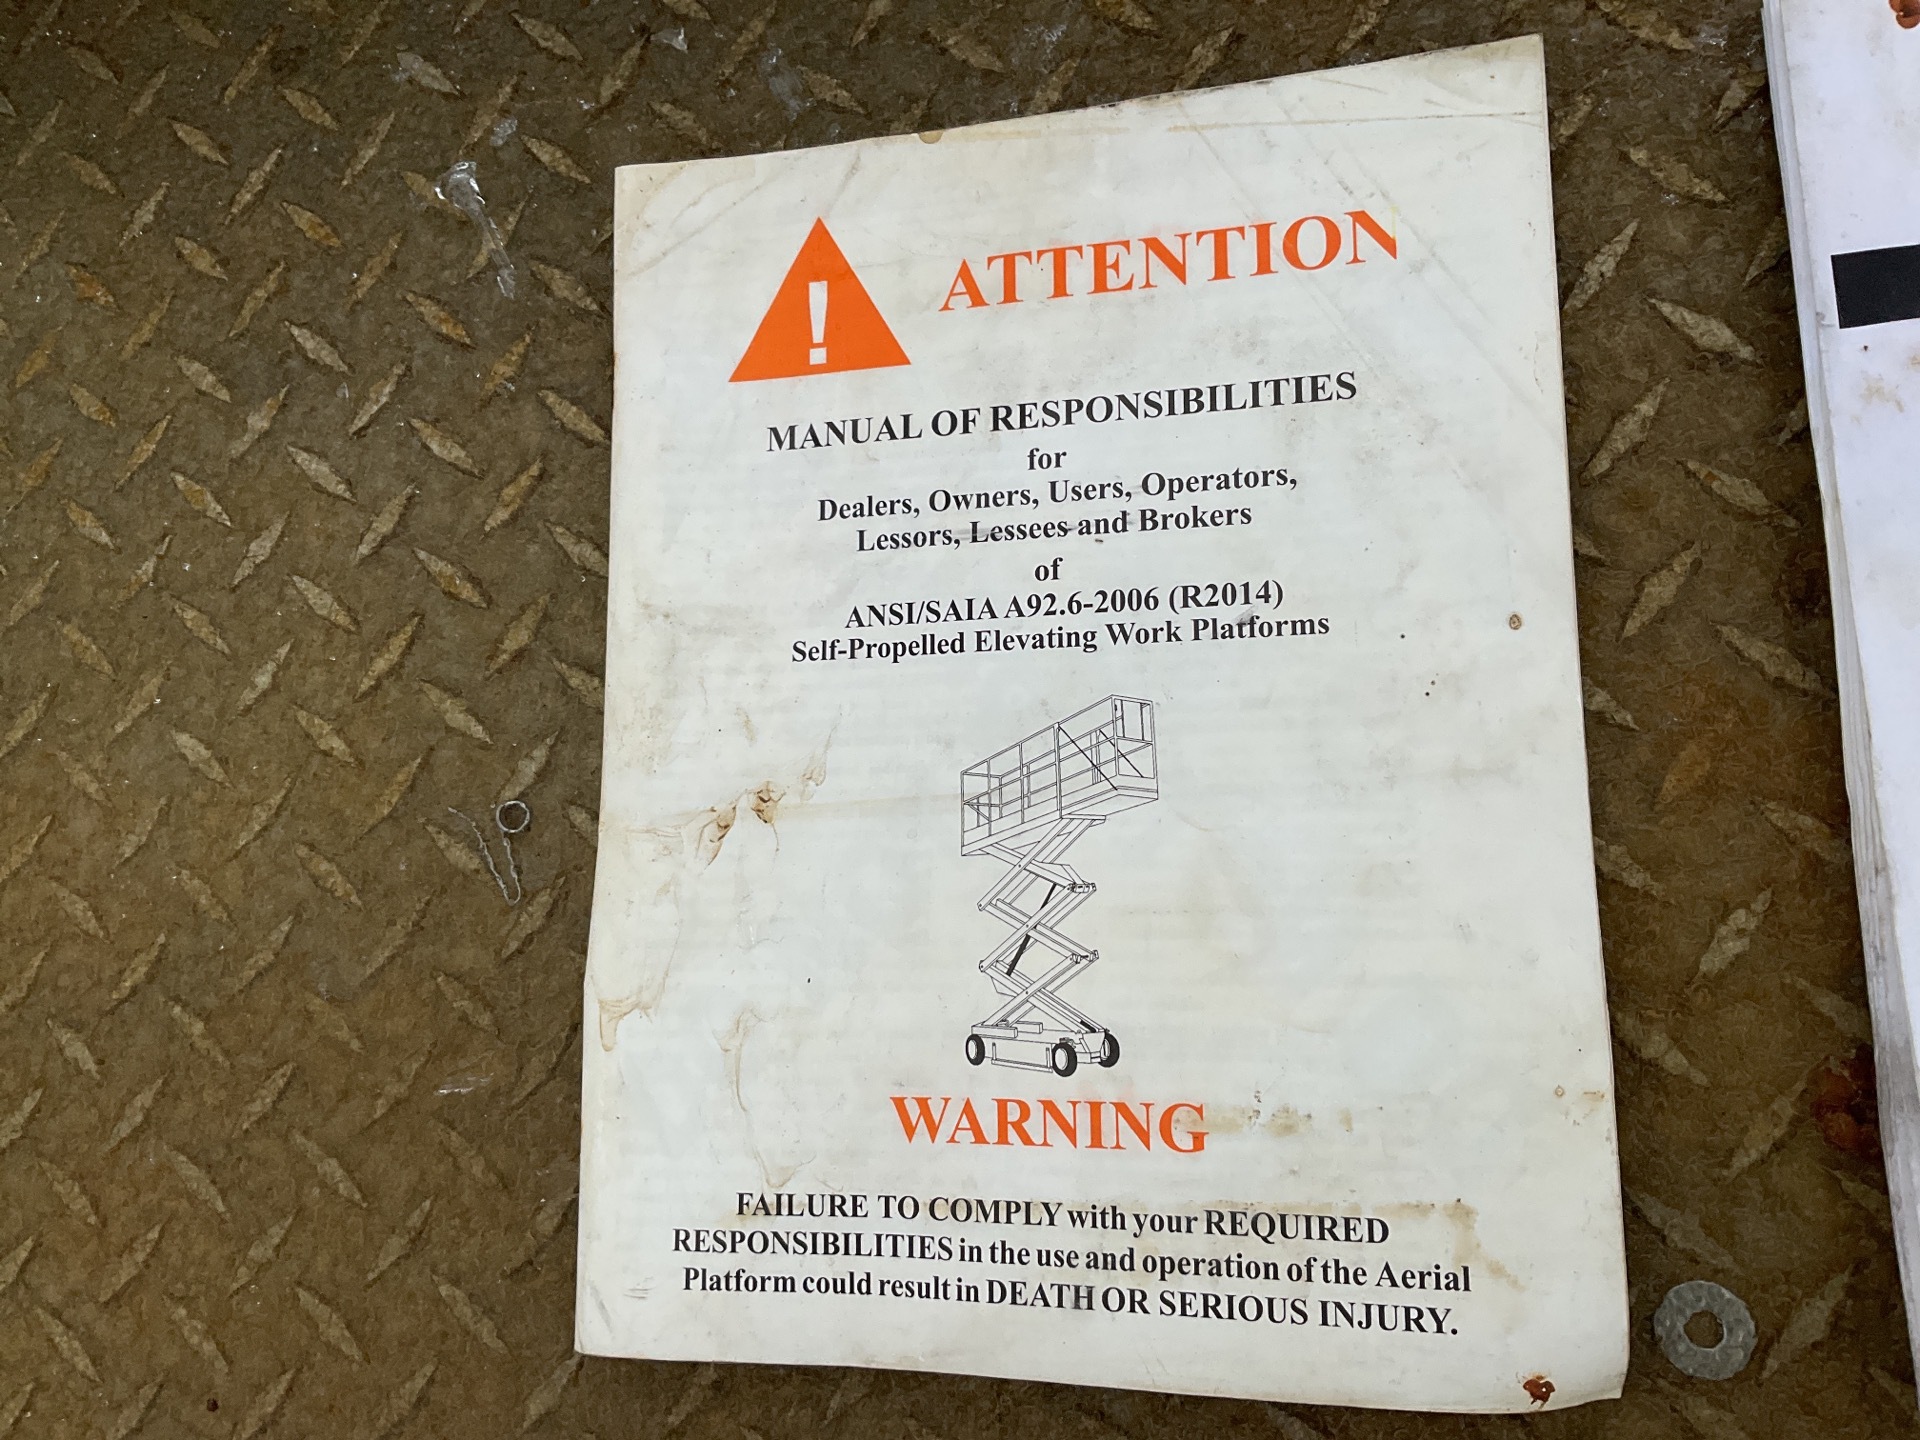 ! ATTENTION
MANUAL OF RESPONSIBILITIES
for
Dealers, Owners, Users, Operators,
Lessors, Lessees and Brokers
of
ANSI/SAIA A92.6-2006 (R2014)
Self-Propelled Elevating Work Platforms
WARNING
FAILURE TO COMPLY with your REQUIRED
RESPONSIBILITIES in the use and operation of the Aerial
Platform could result in DEATH OR SERIOUS INJURY.